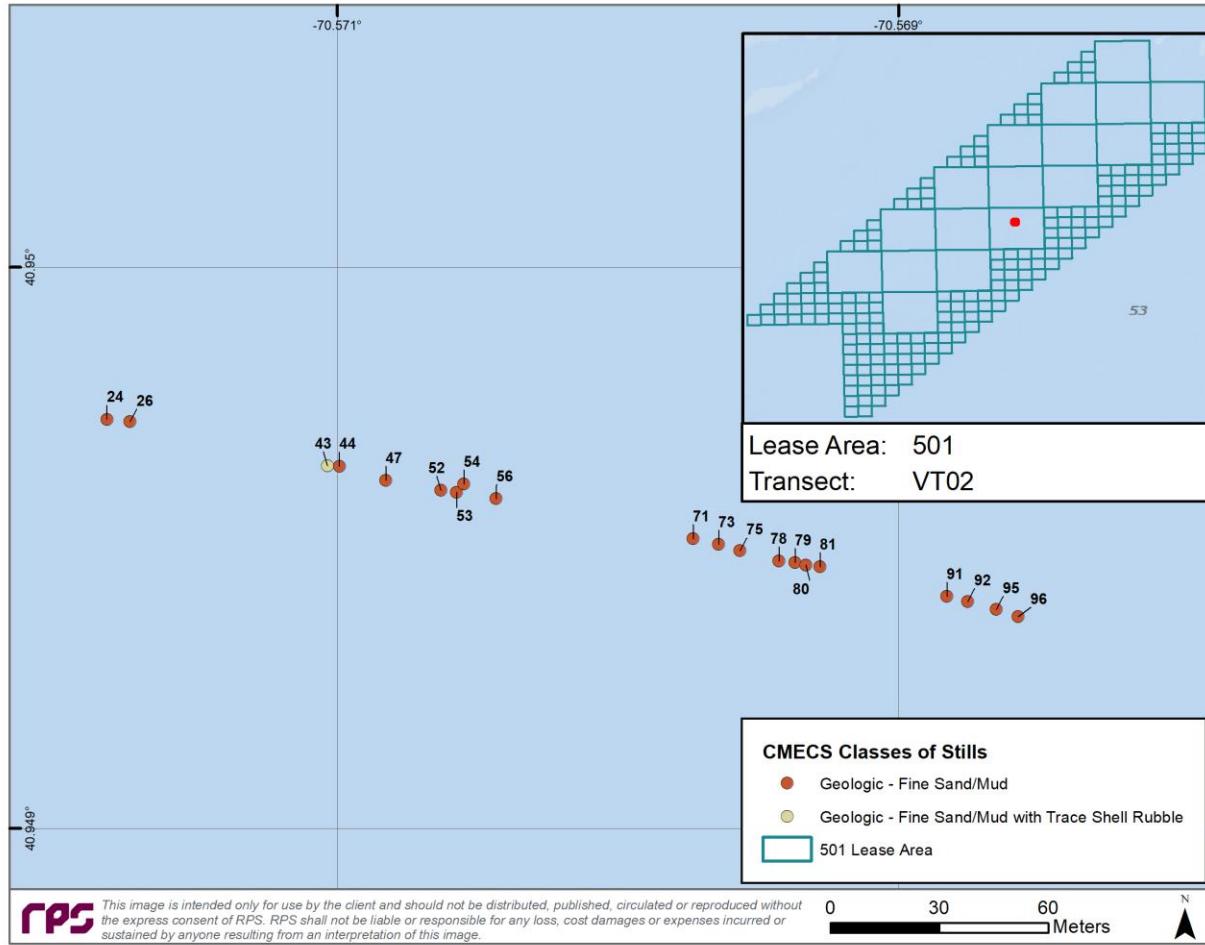 -70.571°
-70.569°
40.95°
40.949°
53
Lease Area: 501
Transect: VT02
24
26
43
44
47
52
54
56
53
71
73
75
78
79
81
80
91
92
95
96
CMECS Classes of Stills
Geologic - Fine Sand/Mud
Geologic - Fine Sand/Mud with Trace Shell Rubble
501 Lease Area
rps
This image is intended only for use by the client and should not be distributed, published, circulated or reproduced without
the express consent of RPS. RPS shall not be liable or responsible for any loss, cost damages or expenses incurred or
sustained by anyone resulting from an interpretation of this image.
0 30 60
Meters
N